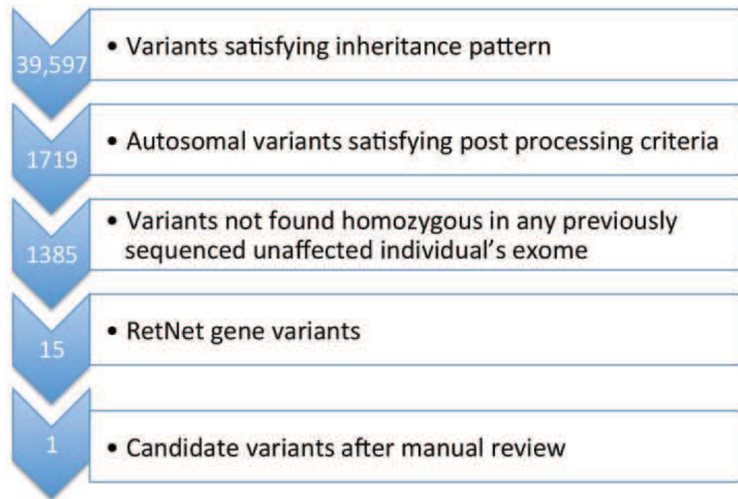 39,597
• Variants satisfying inheritance pattern
1719
• Autosomal variants satisfying post processing criteria
1385
• Variants not found homozygous in any previously
sequenced unaffected individual's exome
15
• RetNet gene variants
1
• Candidate variants after manual review